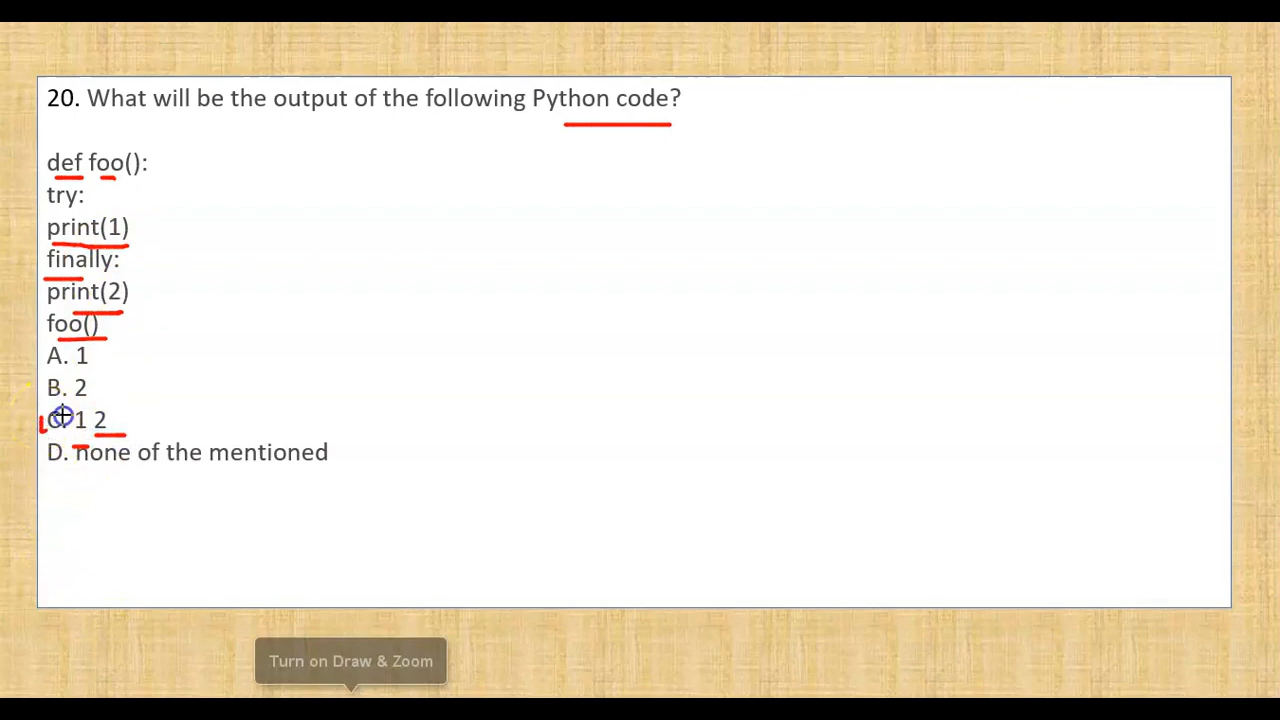 20. What will be the output of the following Python code?
def foo():
try:
print(1)
finally:
print(2)
foo()
A. 1
B. 2
C. 1 2
D. none of the mentioned
Turn on Draw & Zoom